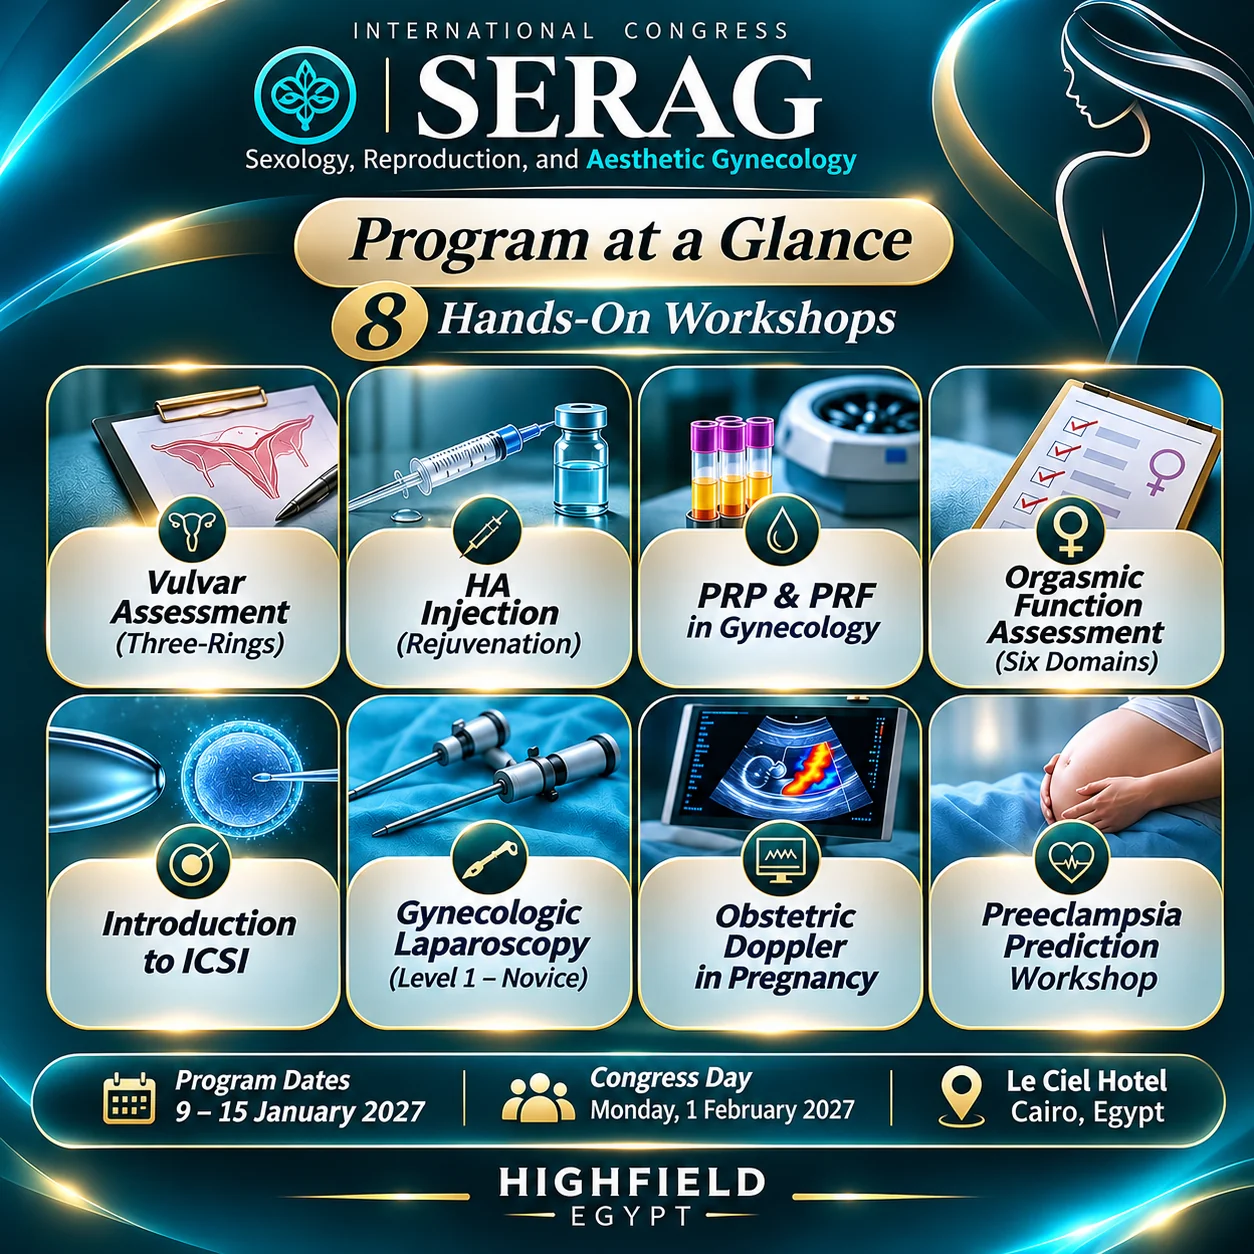 INTERNATIONAL CONGRESS
SERAG
Sexology, Reproduction, and Aesthetic Gynecology
Program at a Glance
8 Hands-On Workshops
Vulvar
Assessment
(Three-Rings)
HA
Injection
(Rejuvenation)
PRP & PRF
in Gynecology
Orgasmic
Function
Assessment
(Six Domains)
Introduction
to ICSI
Gynecologic
Laparoscopy
(Level 1 – Novice)
Obstetric
Doppler
in Pregnancy
Preeclampsia
Prediction
Workshop
Program Dates
9 – 15 January 2027
Congress Day
Monday, 1 February 2027
Le Ciel Hotel
Cairo, Egypt
HIGHFIELD
EGYPT